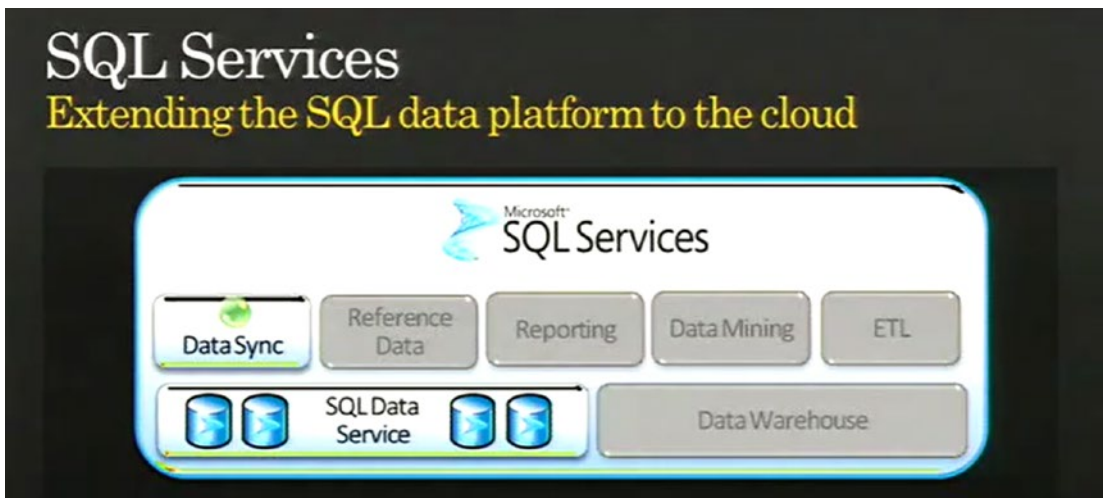 SQL Services
Extending the SQL data platform to the cloud
Microsoft®
SQL Services
Data Sync
Reference
Data
Reporting
Data Mining
ETL
SQL Data
Service
Data Warehouse